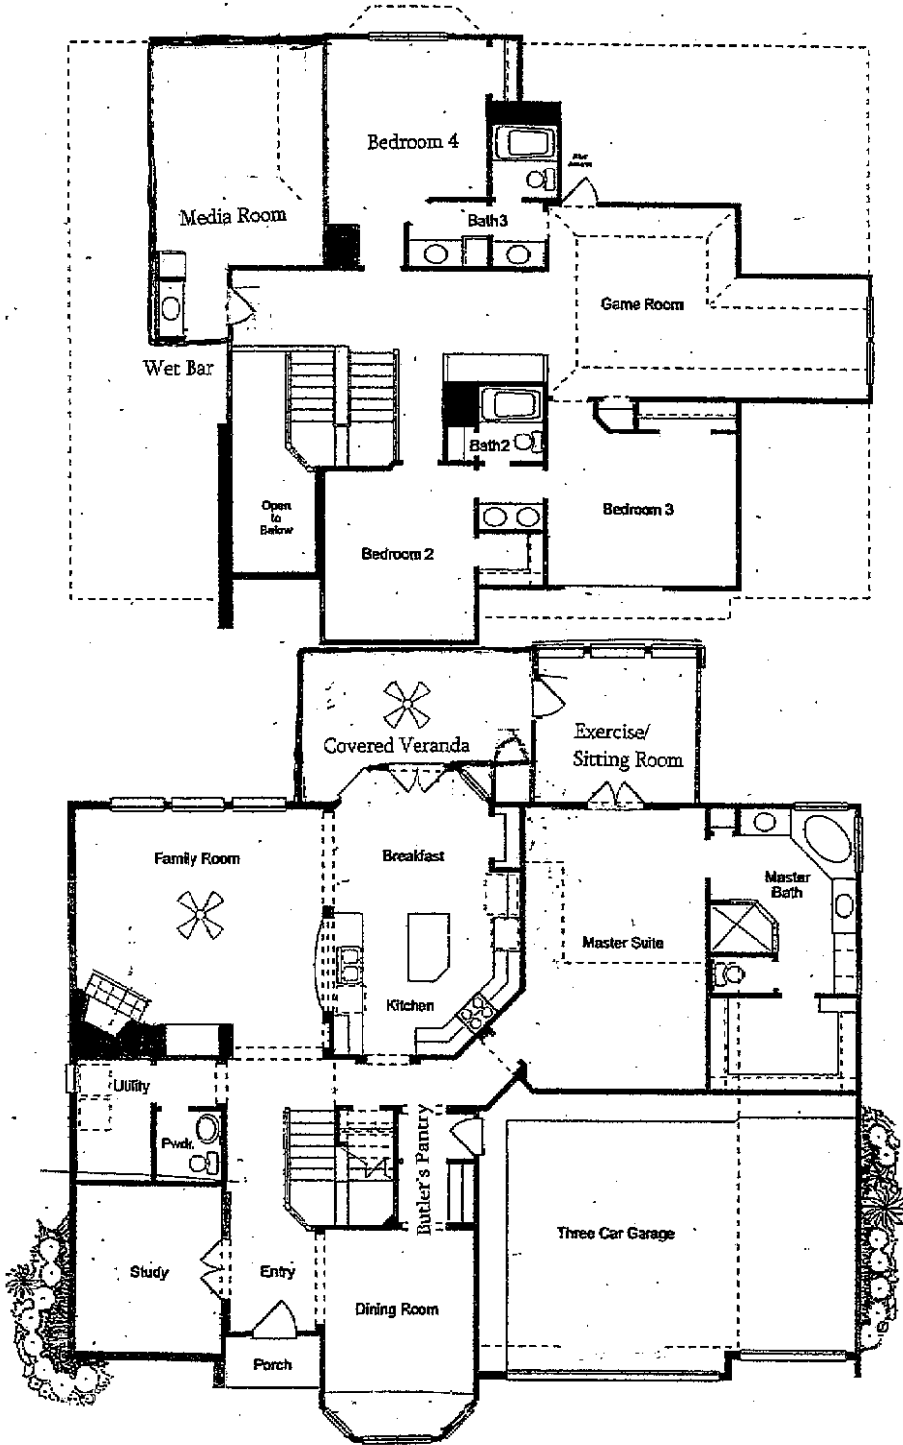 Bedroom 4
Media Room
Bath3
Game Room
Wet Bar
Bath2
Open
to
Below
Bedroom 3
Bedroom 2
Covered Veranda
Exercise/
Sitting Room
Family Room
Breakfast
Master
Bath
Master Suite
Kitchen
Utility
Pwdr.
Butler's Pantry
Three Car Garage
Study
Entry
Dining Room
Porch